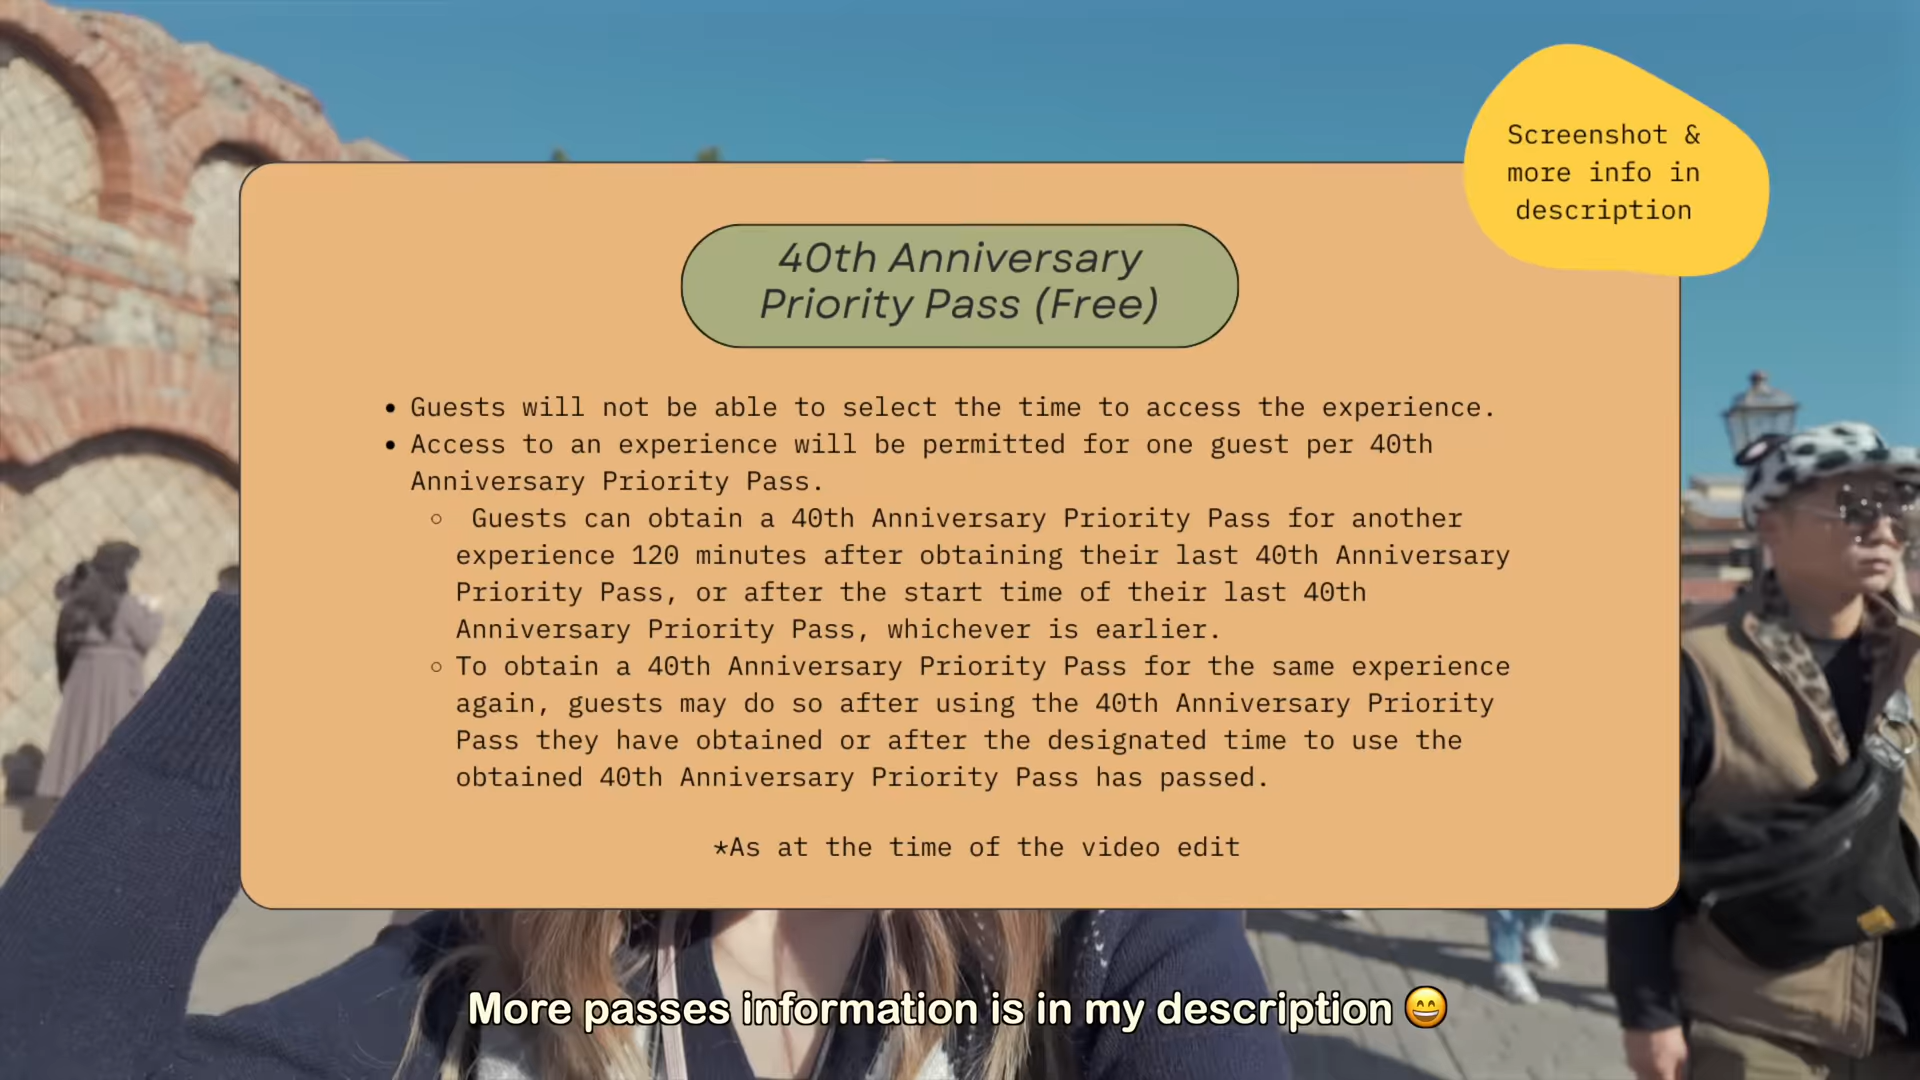 Screenshot &
more info in
description
40th Anniversary
Priority Pass (Free)
• Guests will not be able to select the time to access the experience.
• Access to an experience will be permitted for one guest per 40th
Anniversary Priority Pass.
○ Guests can obtain a 40th Anniversary Priority Pass for another
experience 120 minutes after obtaining their last 40th Anniversary
Priority Pass, or after the start time of their last 40th
Anniversary Priority Pass, whichever is earlier.
○ To obtain a 40th Anniversary Priority Pass for the same experience
again, guests may do so after using the 40th Anniversary Priority
Pass they have obtained or after the designated time to use the
obtained 40th Anniversary Priority Pass has passed.
*As at the time of the video edit
More passes information is in my description 😄